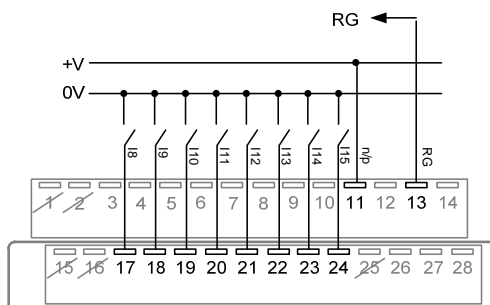 RG
+V
0V
I8 I9 I10 I11 I12 I13 I14 I15 n/p RG
1 2 3 4 5 6 7 8 9 10 11 12 13 14
15 16 17 18 19 20 21 22 23 24 25 26 27 28